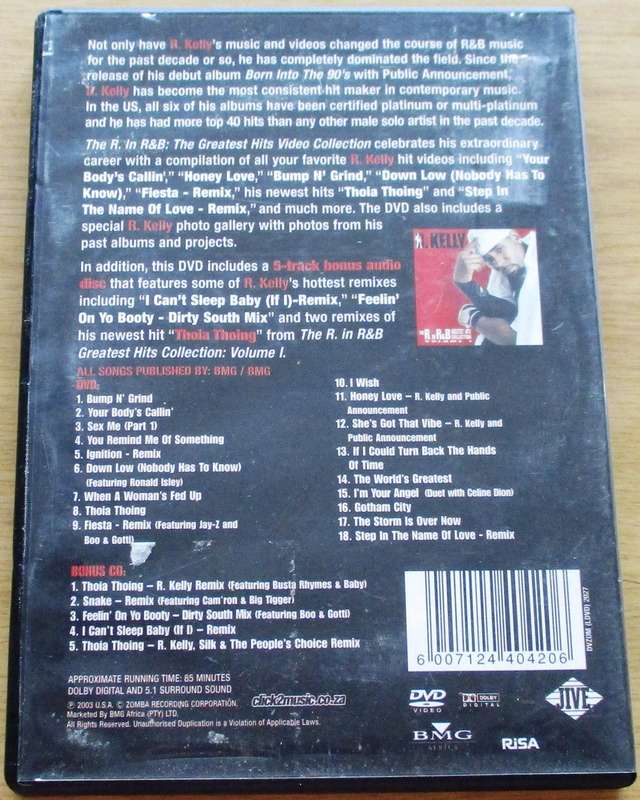 Not only have R. Kelly's music and videos changed the course of R&B music
for the past decade or so, he has completely dominated the field. Since the
release of his debut album Born Into The 90's with Public Announcement,
R. Kelly has become the most consistent hit maker in contemporary music.
In the US, all six of his albums have been certified platinum or multi-platinum
and he has had more top 40 hits than any other male solo artist in the past decade.
The R. In R&B: The Greatest Hits Video Collection celebrates his extraordinary
career with a compilation of all your favorite R. Kelly hit videos including "Your
Body's Callin'," "Honey Love," "Bump N' Grind," "Down Low (Nobody Has To
Know)," "Fiesta - Remix," his newest hits "Thoia Thoing" and "Step In
The Name Of Love - Remix," and much more. The DVD also includes a
special R. Kelly photo gallery with photos from his
past albums and projects.
In addition, this DVD includes a 5-track bonus audio
disc that features some of R. Kelly's hottest remixes
including "I Can't Sleep Baby (If I)-Remix," "Feelin'
On Yo Booty - Dirty South Mix" and two remixes of
his newest hit "Thoia Thoing" from The R. in R&B
Greatest Hits Collection: Volume I.
R. KELLY
THE R. IN R&B
GREATEST HITS
COLLECTION
ALL SONGS PUBLISHED BY: BMG / BMG
DVD:
1. Bump N' Grind
2. Your Body's Callin'
3. Sex Me (Part 1)
4. You Remind Me Of Something
5. Ignition - Remix
6. Down Low (Nobody Has To Know)
(Featuring Ronald Isley)
7. When A Woman's Fed Up
8. Thoia Thoing
9. Fiesta - Remix (Featuring Jay-Z and
Boo & Gotti)
10. I Wish
11. Honey Love – R. Kelly and Public
Announcement
12. She's Got That Vibe – R. Kelly and
Public Announcement
13. If I Could Turn Back The Hands
Of Time
14. The World's Greatest
15. I'm Your Angel (Duet with Celine Dion)
16. Gotham City
17. The Storm Is Over Now
18. Step In The Name Of Love - Remix
BONUS CD:
1. Thoia Thoing – R. Kelly Remix (Featuring Busta Rhymes & Baby)
2. Snake – Remix (Featuring Cam'ron & Big Tigger)
3. Feelin' On Yo Booty – Dirty South Mix (Featuring Boo & Gotti)
4. I Can't Sleep Baby (If I) – Remix
5. Thoia Thoing – R. Kelly, Silk & The People's Choice Remix
6 007124 404206
DVZOM (LDVD) 2027
APPROXIMATE RUNNING TIME: 85 MINUTES
DOLBY DIGITAL AND 5.1 SURROUND SOUND
℗ 2003 U.S.A. © ZOMBA RECORDING CORPORATION.
Marketed By BMG Africa (PTY) LTD.
All Rights Reserved. Unauthorised Duplication is a Violation of Applicable Laws.
click2music.co.za
DVD
VIDEO
DOLBY
DIGITAL
BMG
AFRICA
RiSA
JIVE